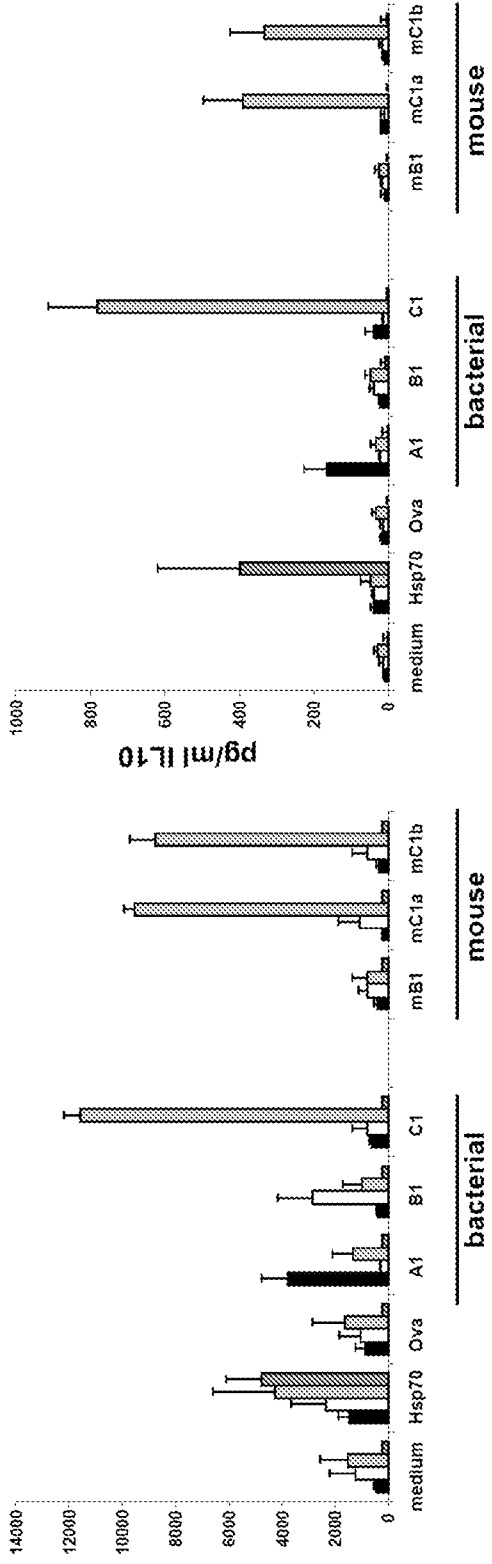 14000
12000
10000
8000
6000
4000
2000
0
medium Hsp70 Ova A1 B1 C1 mB1 mC1a mC1b
bacterial mouse
pg/ml IL10
1000
800
600
400
200
0
medium Hsp70 Ova A1 B1 C1 mB1 mC1a mC1b
bacterial mouse